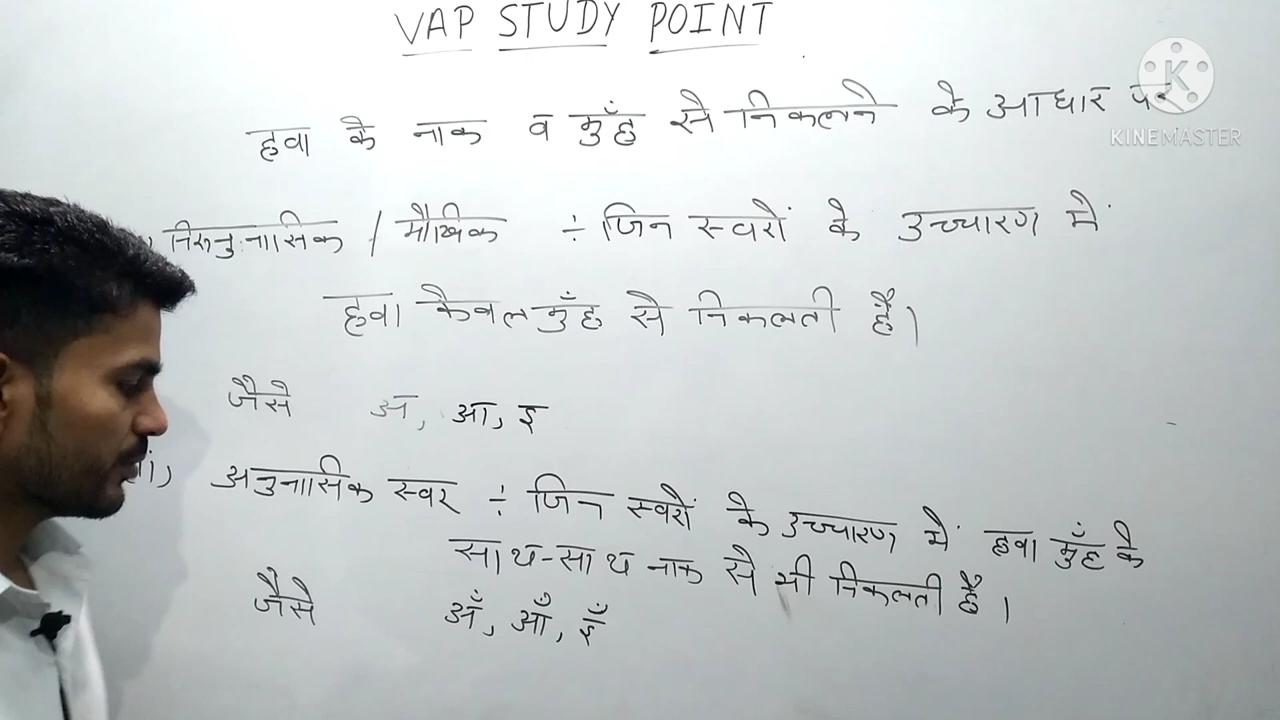 VAP STUDY POINT
हवा के नाक व मुँह से निकलने के आधार पर
KINEMASTER
निरनुनासिक / मौखिक ÷ जिन स्वरों के उच्चारण में
हवा केवल मुँह से निकलती है।
जैसे अ, आ, इ
अनुनासिक स्वर ÷ जिन स्वरों के उच्चारण में हवा मुँह के
साथ-साथ नाक से भी निकलती है।
जैसे अँ, आँ, इँ